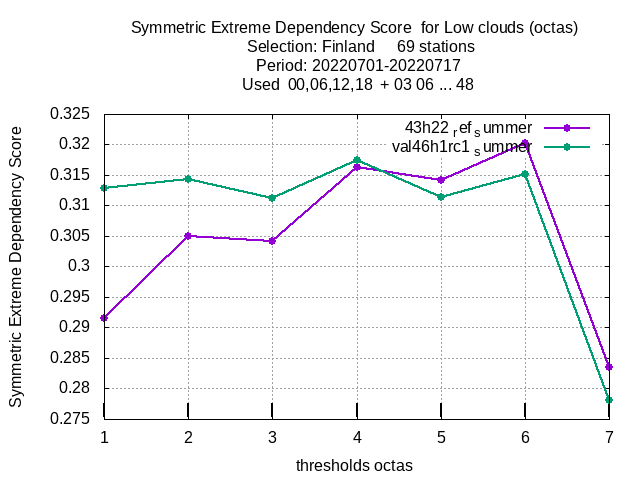 Symmetric Extreme Dependency Score for Low clouds (octas)
Selection: Finland 69 stations
Period: 20220701-20220717
Used 00,06,12,18 + 03 06 ... 48
43h22 ref summer
val46h1rc1 summer
Symmetric Extreme Dependency Score
0.325
0.32
0.315
0.31
0.305
0.3
0.295
0.29
0.285
0.28
0.275
1 2 3 4 5 6 7
thresholds octas